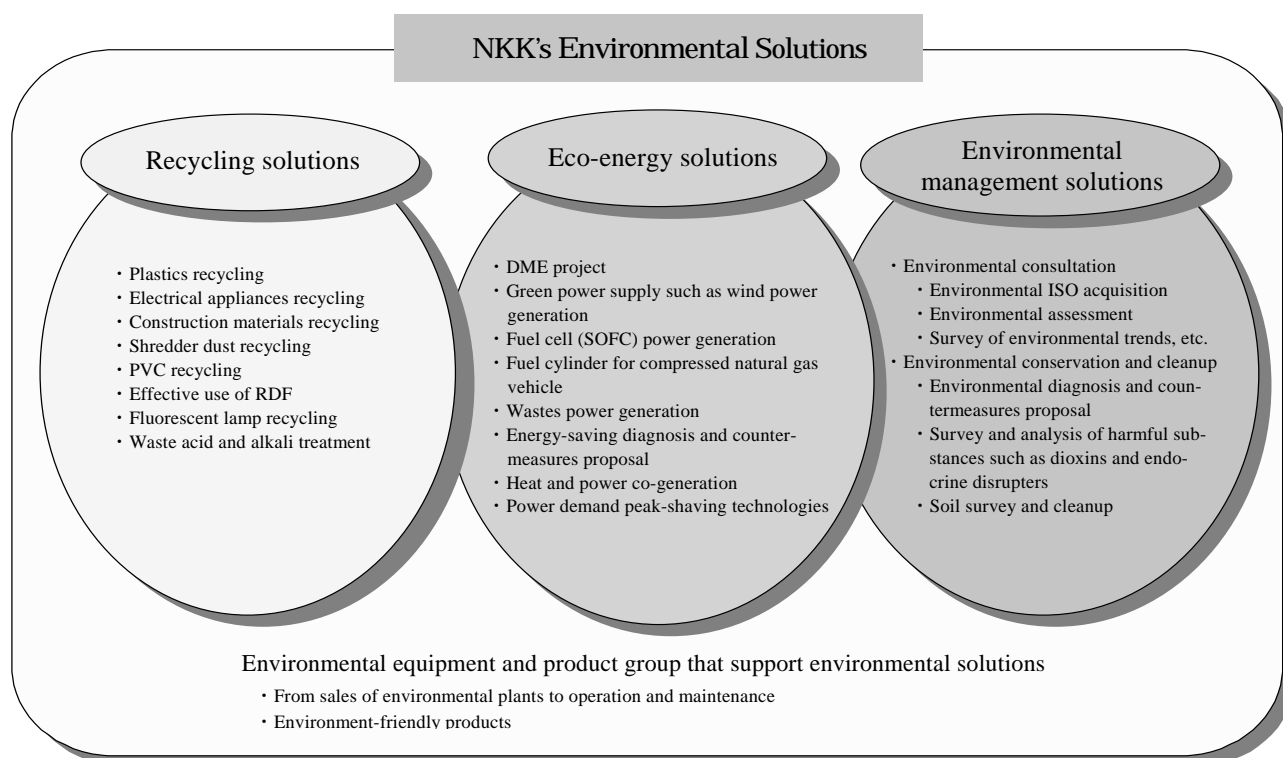 NKK's Environmental Solutions
Recycling solutions
・Plastics recycling
・Electrical appliances recycling
・Construction materials recycling
・Shredder dust recycling
・PVC recycling
・Effective use of RDF
・Fluorescent lamp recycling
・Waste acid and alkali treatment
Eco-energy solutions
・DME project
・Green power supply such as wind power
generation
・Fuel cell (SOFC) power generation
・Fuel cylinder for compressed natural gas
vehicle
・Wastes power generation
・Energy-saving diagnosis and counter-
measures proposal
・Heat and power co-generation
・Power demand peak-shaving technologies
Environmental
management solutions
・Environmental consultation
・Environmental ISO acquisition
・Environmental assessment
・Survey of environmental trends, etc.
・Environmental conservation and cleanup
・Environmental diagnosis and coun-
termeasures proposal
・Survey and analysis of harmful sub-
stances such as dioxins and endo-
crine disrupters
・Soil survey and cleanup
Environmental equipment and product group that support environmental solutions
・From sales of environmental plants to operation and maintenance
・Environment-friendly products